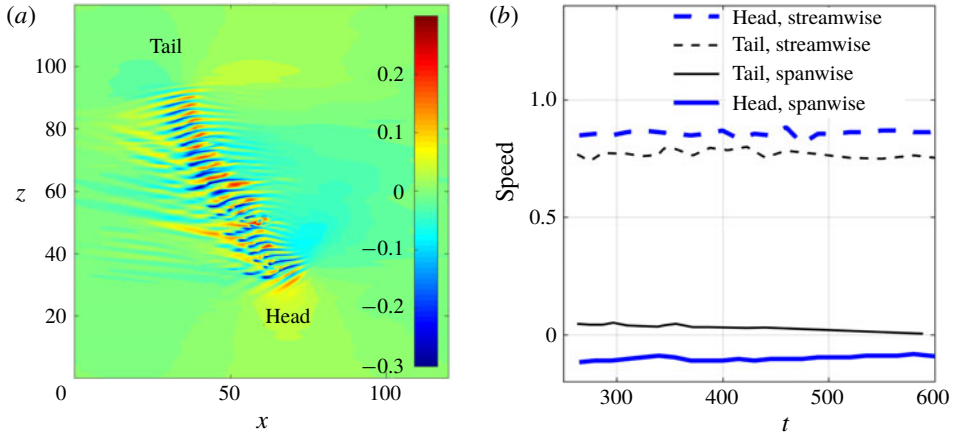 (a)
Tail
Head
100
80
60
40
20
0
z
50
100
x
0.2
0.1
0
−0.1
−0.2
−0.3
(b)
Head, streamwise
Tail, streamwise
Tail, spanwise
Head, spanwise
1.0
0.5
0
Speed
300
400
500
600
t